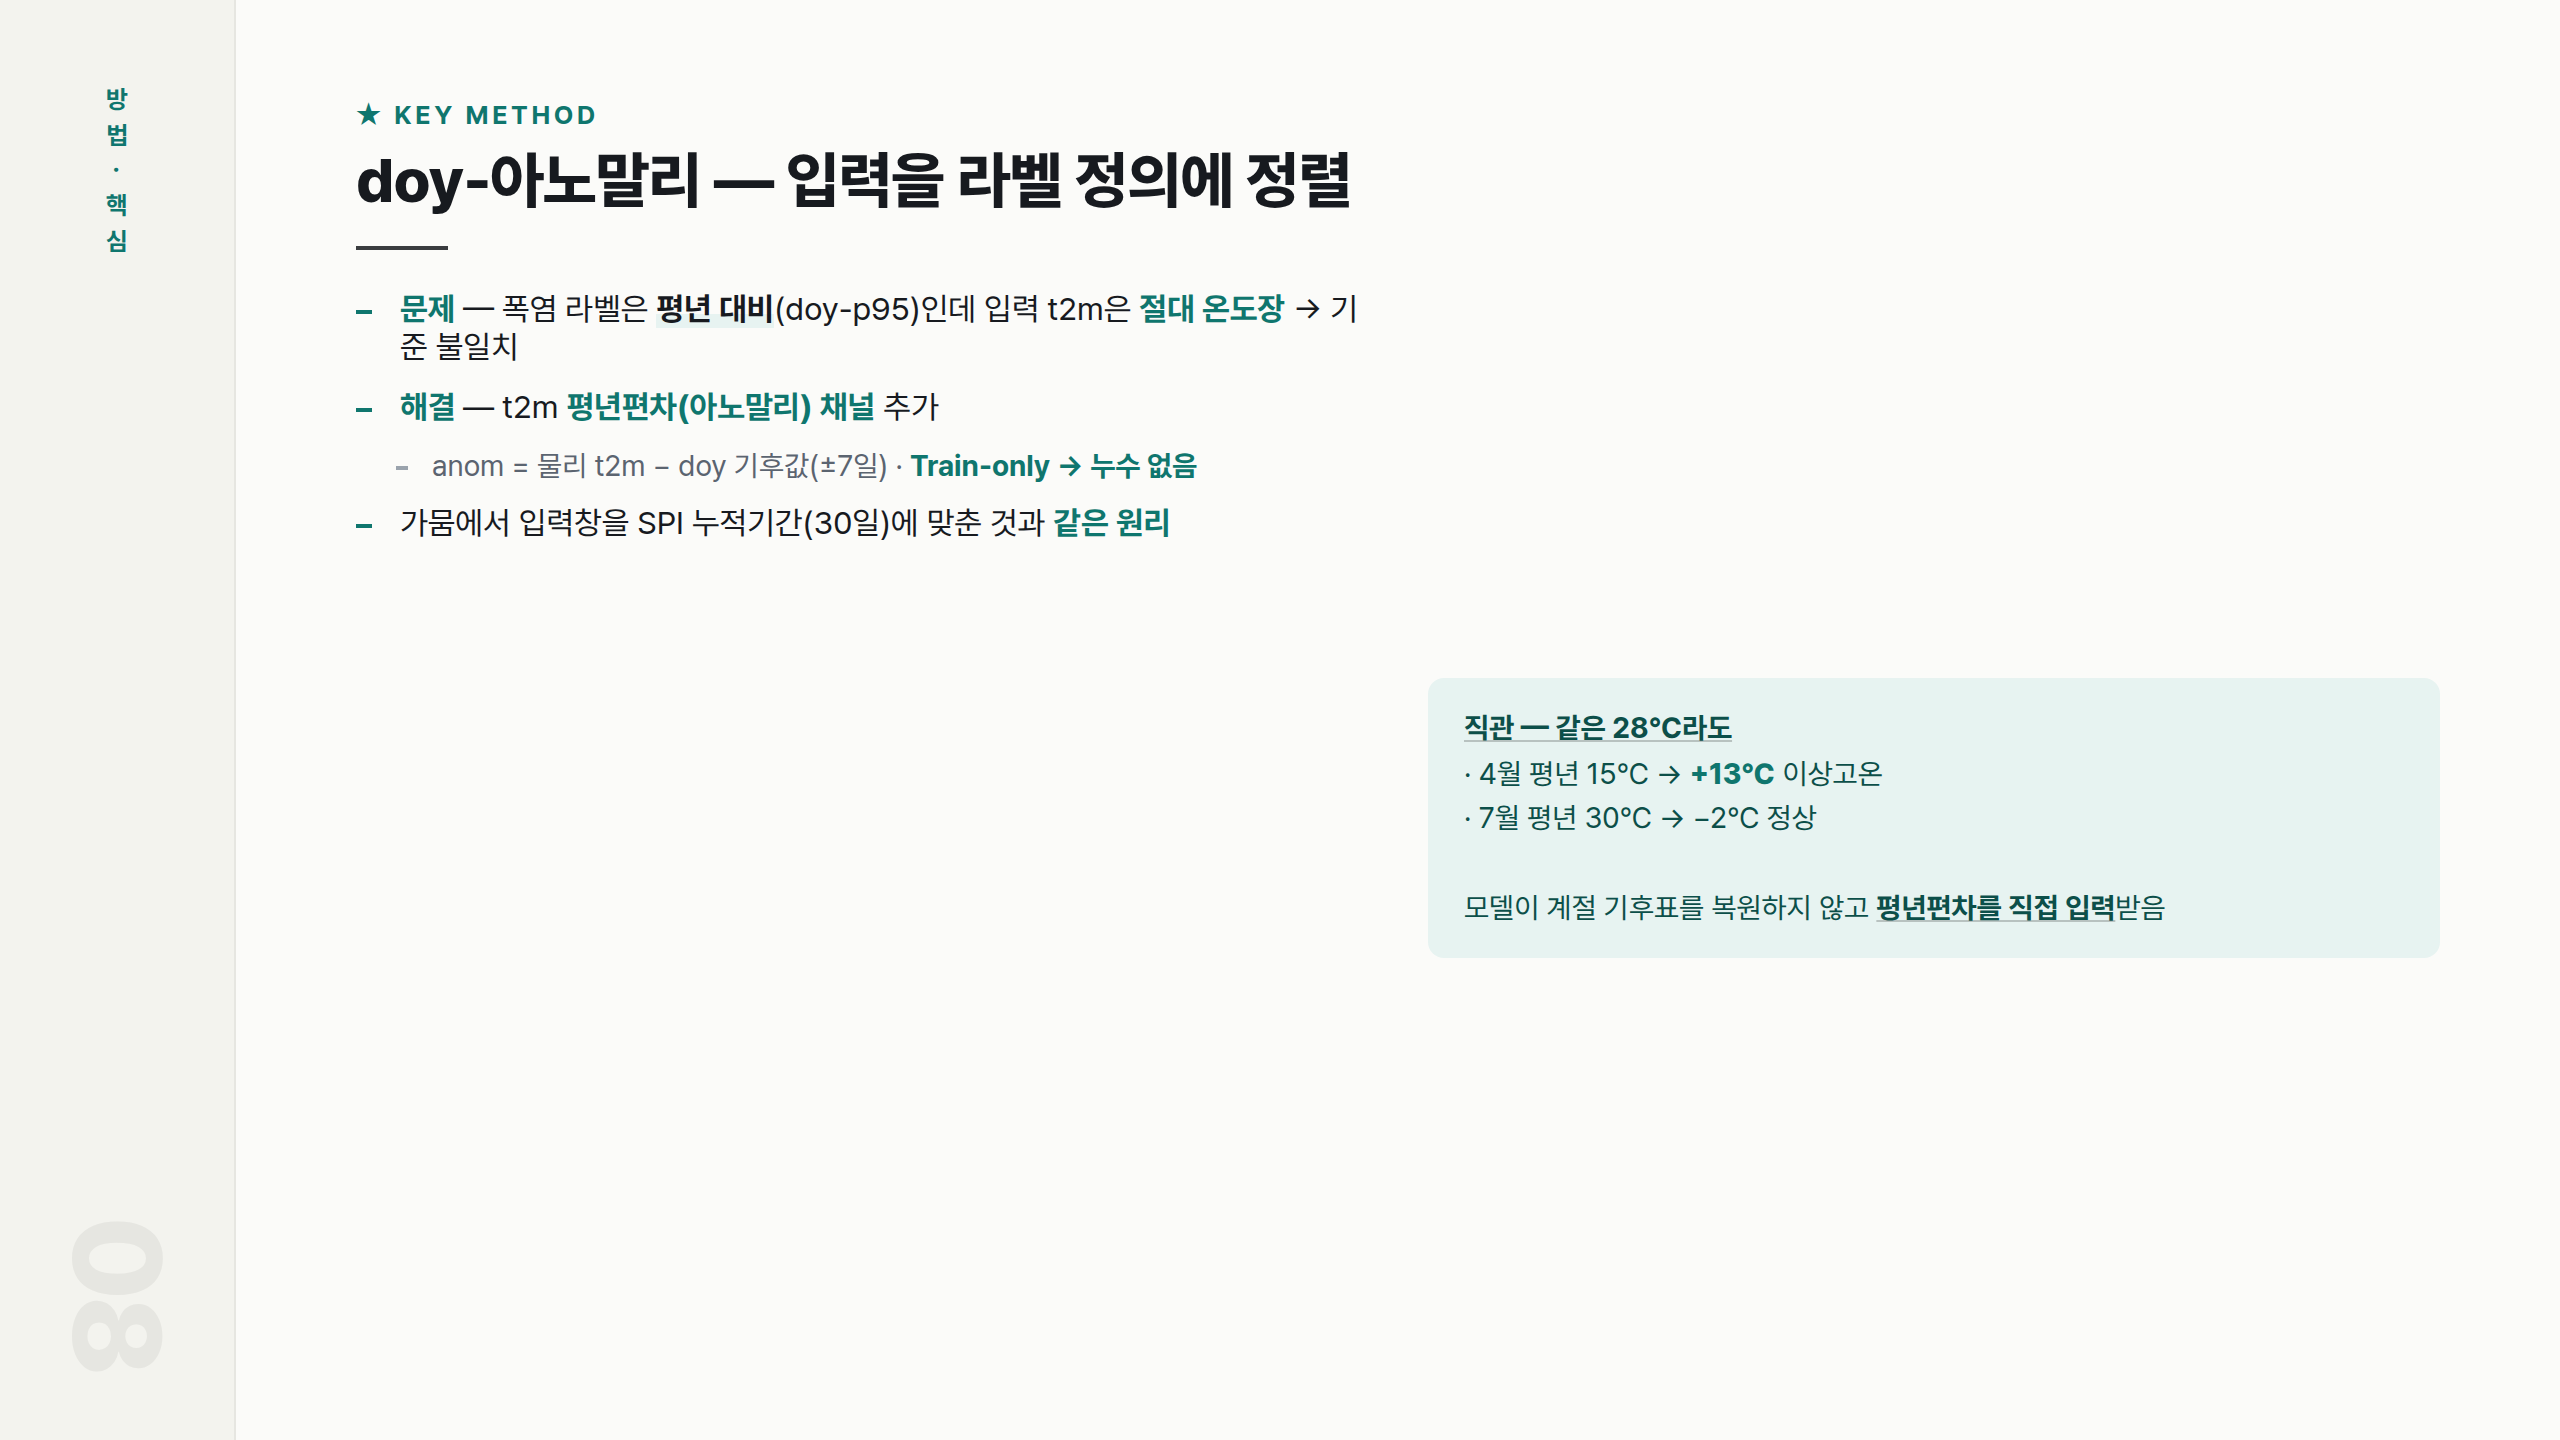 방법·핵심
★ KEY METHOD
doy-아노말리 — 입력을 라벨 정의에 정렬
– 문제 — 폭염 라벨은 평년 대비(doy-p95)인데 입력 t2m은 절대 온도장 → 기
준 불일치
– 해결 — t2m 평년편차(아노말리) 채널 추가
– anom = 물리 t2m − doy 기후값(±7일) · Train-only → 누수 없음
– 가뭄에서 입력창을 SPI 누적기간(30일)에 맞춘 것과 같은 원리
직관 — 같은 28°C라도
· 4월 평년 15°C → +13°C 이상고온
· 7월 평년 30°C → −2°C 정상
모델이 계절 기후표를 복원하지 않고 평년편차를 직접 입력받음
80